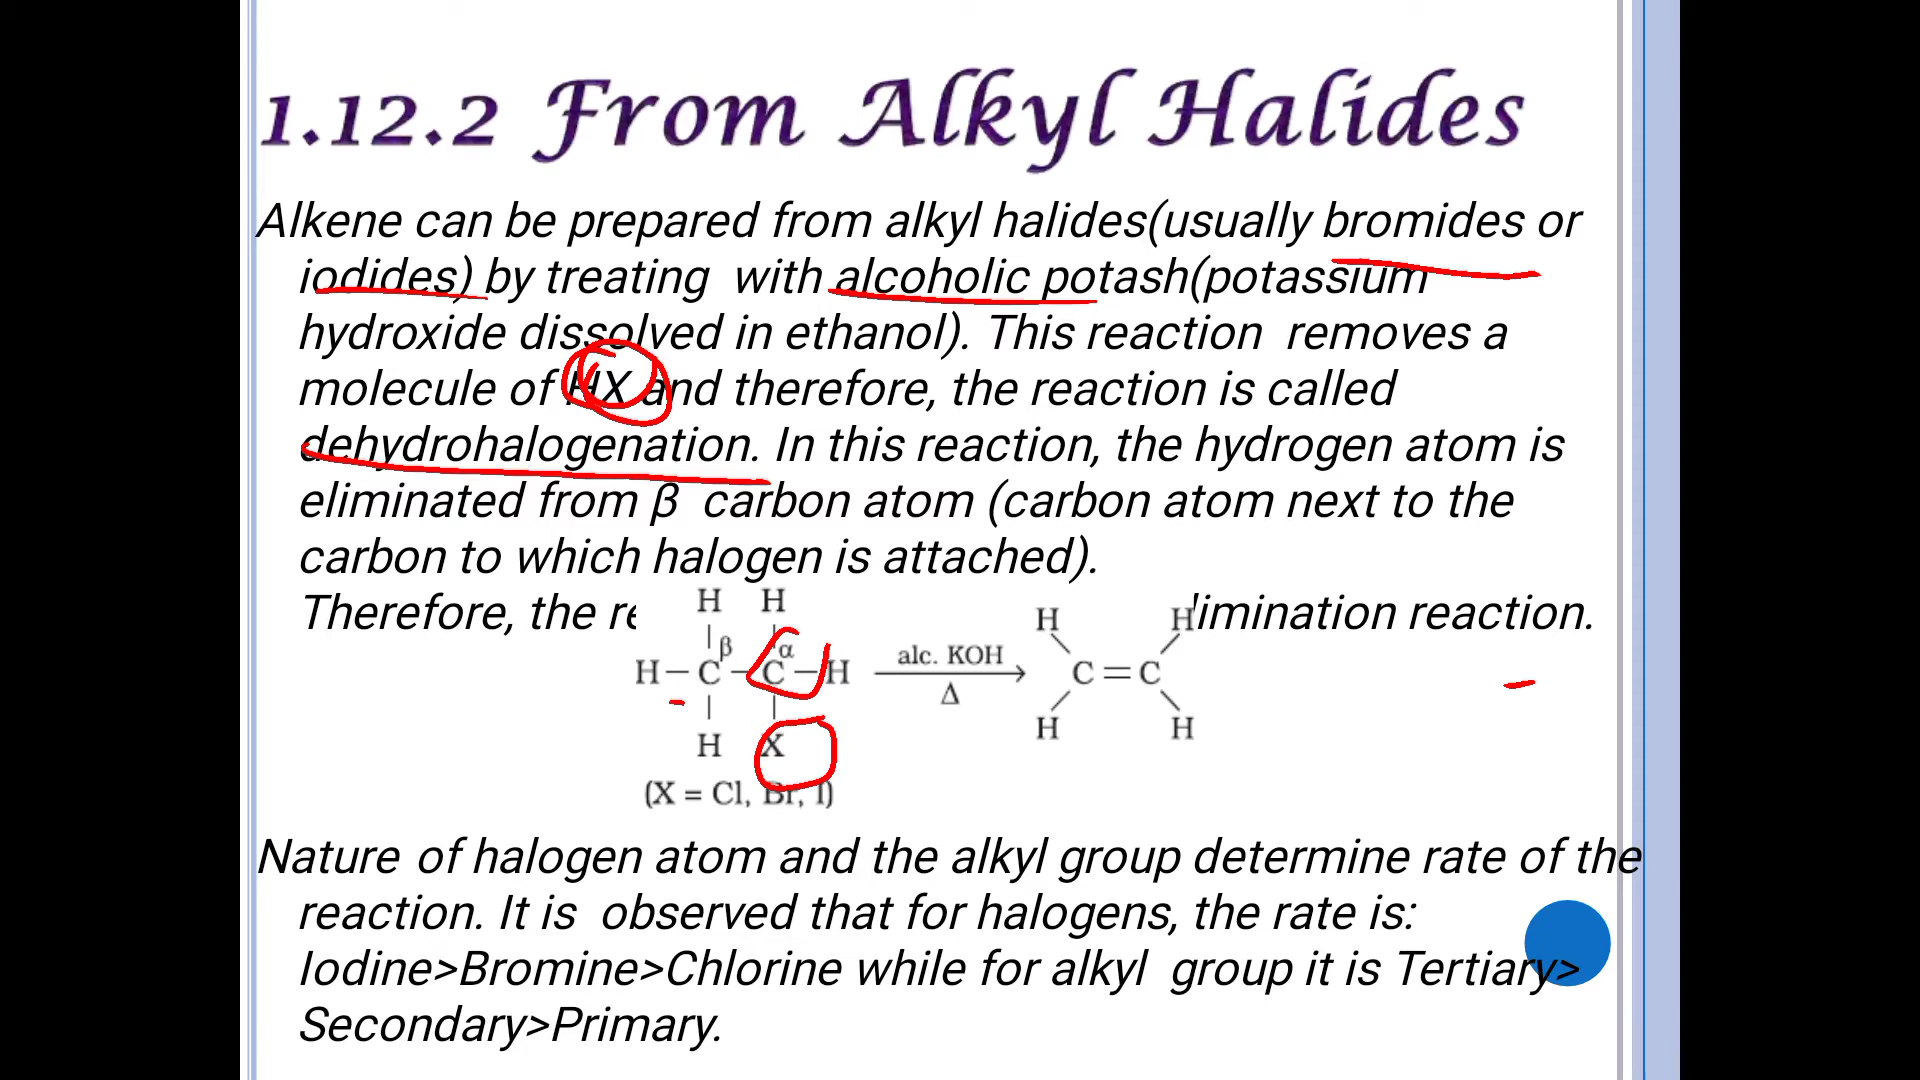 1.12.2 From Alkyl Halides
Alkene can be prepared from alkyl halides(usually bromides or
iodides) by treating with alcoholic potash(potassium
hydroxide dissolved in ethanol). This reaction removes a
molecule of HX and therefore, the reaction is called
dehydrohalogenation. In this reaction, the hydrogen atom is
eliminated from β carbon atom (carbon atom next to the
carbon to which halogen is attached).
Therefore, the limination reaction.
H H H H
β α
H–C–C–H alc. KOH C=C
Δ
H X H H
(X = Cl, Br, I)
Nature of halogen atom and the alkyl group determine rate of the
reaction. It is observed that for halogens, the rate is:
Iodine>Bromine>Chlorine while for alkyl group it is Tertiary>
Secondary>Primary.